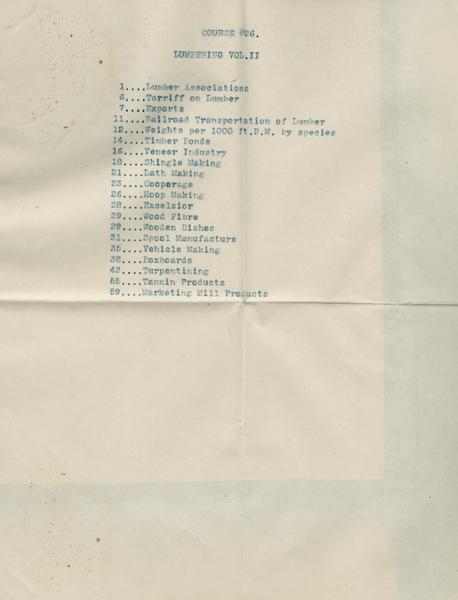 COURSE #26.
LUMBERING VOL.II
1....Lumber Associations
6....Tarriff on Lumber
7....Exports
11....Railroad Transportation of Lumber
12....Weights per 1000 ft.B.M. by species
14....Timber Bonds
16....Veneer Industry
18....Shingle Making
21....Lath Making
23....Cooperage
26....Hoop Making
28....Excelsior
29....Wood Fibre
29....Wooden Dishes
31....Spool Manufacture
35....Vehicle Making
38....Boxboards
43....Turpentining
55....Tannin Products
59....Marketing Mill Products